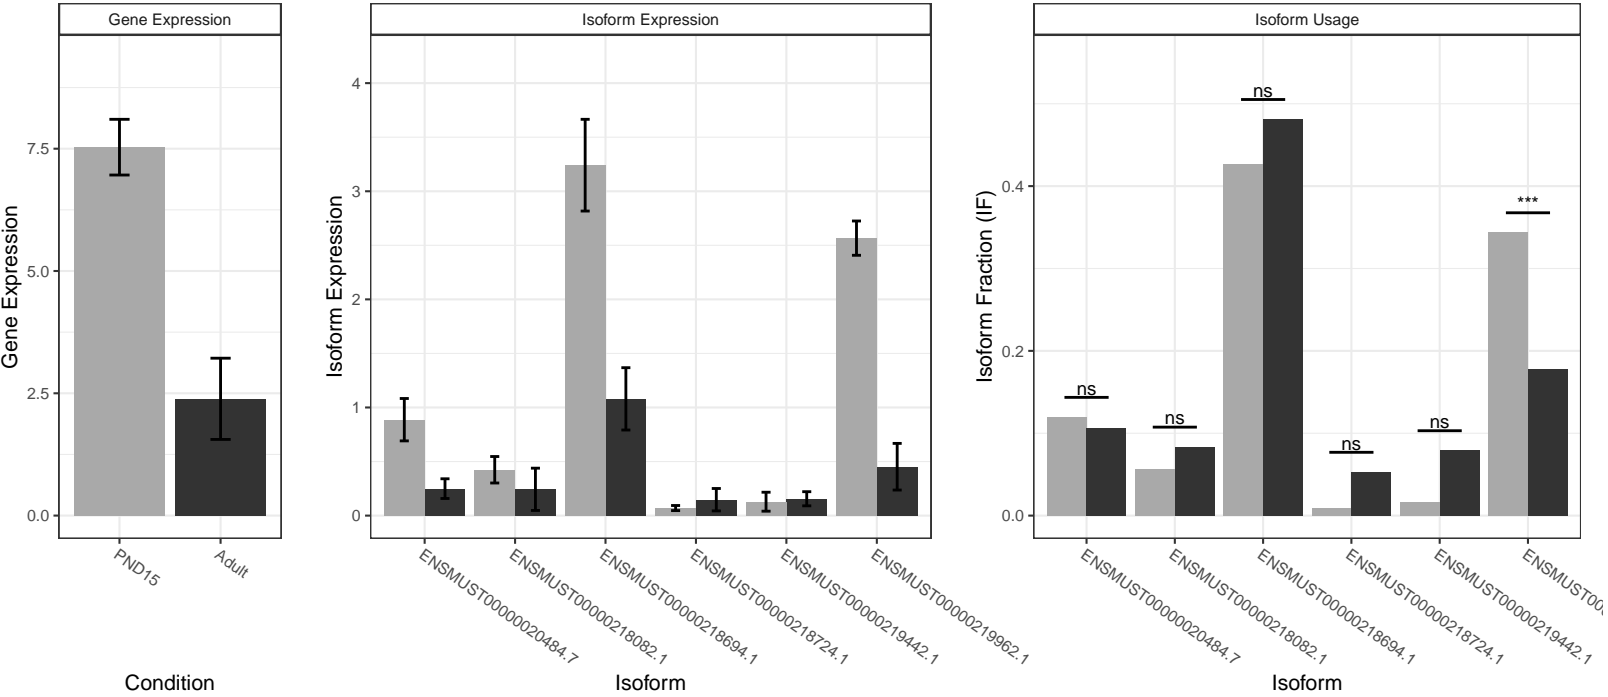 Gene Expression
Gene Expression
7.5
5.0
2.5
0.0
PND15
Adult
Condition
Isoform Expression
Isoform Expression
4
3
2
1
0
ENSMUST00000020484.7
ENSMUST00000218082.1
ENSMUST00000218694.1
ENSMUST00000218724.1
ENSMUST00000219442.1
ENSMUST00000219962.1
Isoform
Isoform Usage
Isoform Fraction (IF)
0.4
0.2
0.0
ns
ns
ns
ns
ns
***
ENSMUST00000020484.7
ENSMUST00000218082.1
ENSMUST00000218694.1
ENSMUST00000218724.1
ENSMUST00000219442.1
Isoform